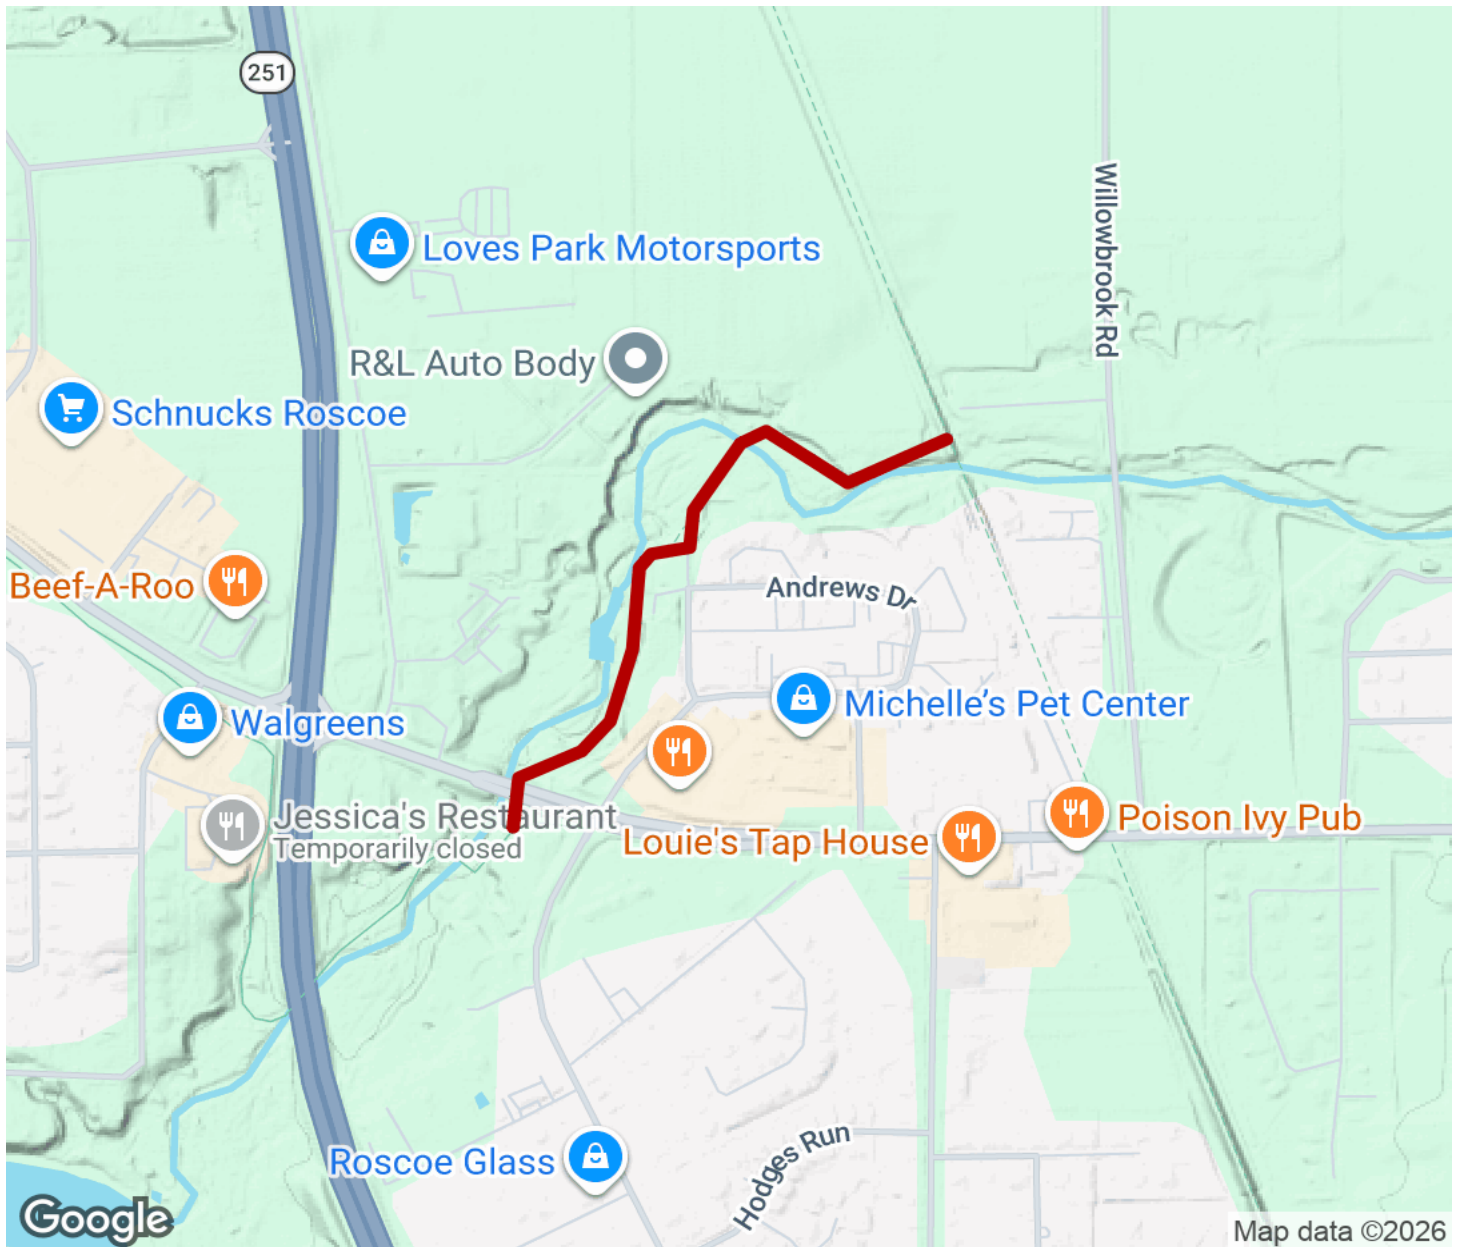 251
Willowbrook Rd
Loves Park Motorsports
R&L Auto Body
Schnucks Roscoe
Beef-A-Roo
Andrews Dr
Michelle’s Pet Center
Walgreens
Jessica's Restaurant
Temporarily closed
Louie's Tap House
Poison Ivy Pub
Roscoe Glass
Hodges Run
Google
Map data ©2026